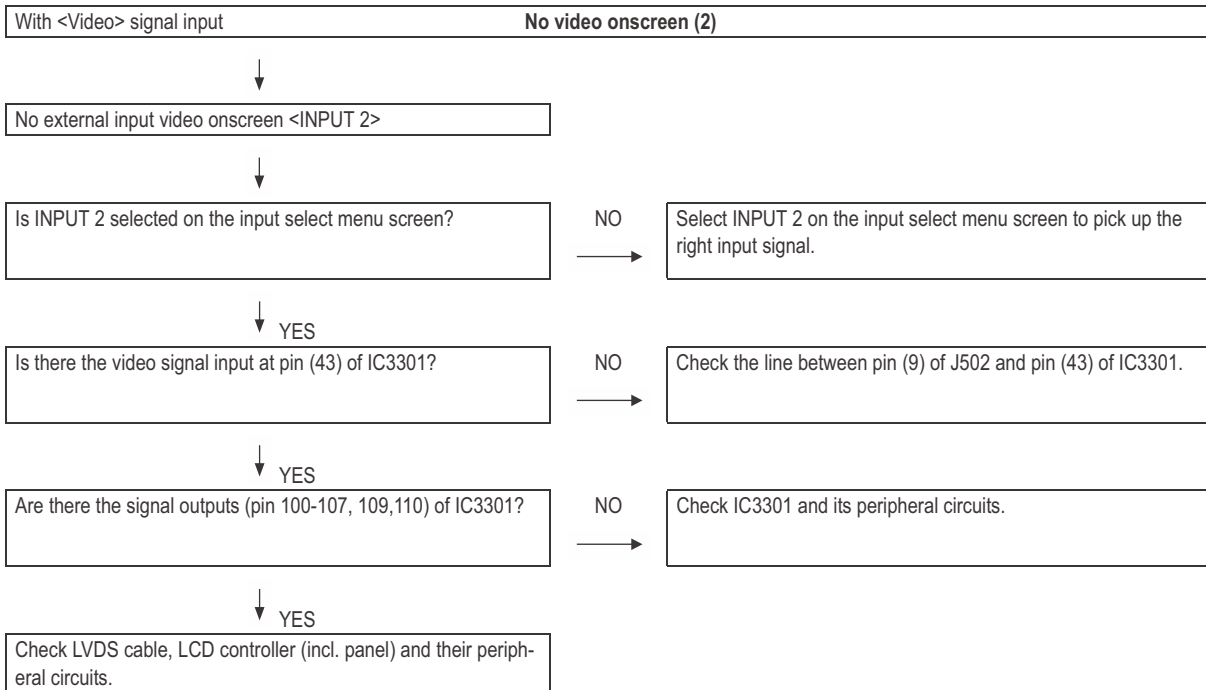 With <Video> signal input
No video onscreen (2)
No external input video onscreen <INPUT 2>
Is INPUT 2 selected on the input select menu screen?
NO
Select INPUT 2 on the input select menu screen to pick up the
right input signal.
YES
Is there the video signal input at pin (43) of IC3301?
NO
Check the line between pin (9) of J502 and pin (43) of IC3301.
YES
Are there the signal outputs (pin 100-107, 109,110) of IC3301?
NO
Check IC3301 and its peripheral circuits.
YES
Check LVDS cable, LCD controller (incl. panel) and their periph-
eral circuits.